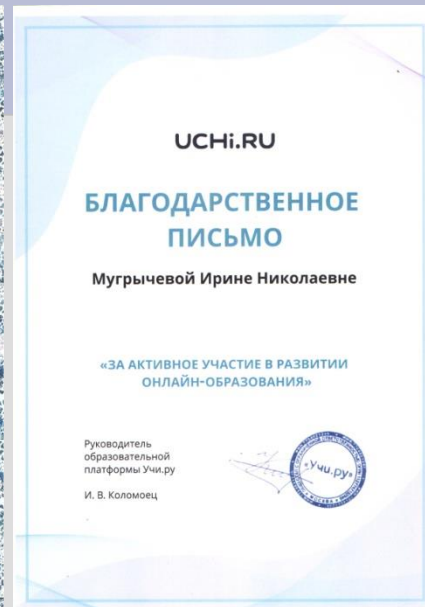 UCHi.RU
БЛАГОДАРСТВЕННОЕ
ПИСЬМО
Мугрычевой Ирине Николаевне
«ЗА АКТИВНОЕ УЧАСТИЕ В РАЗВИТИИ
ОНЛАЙН-ОБРАЗОВАНИЯ»
Руководитель
образовательной
платформы Учи.ру
И. В. Коломоец
«Учи.ру»